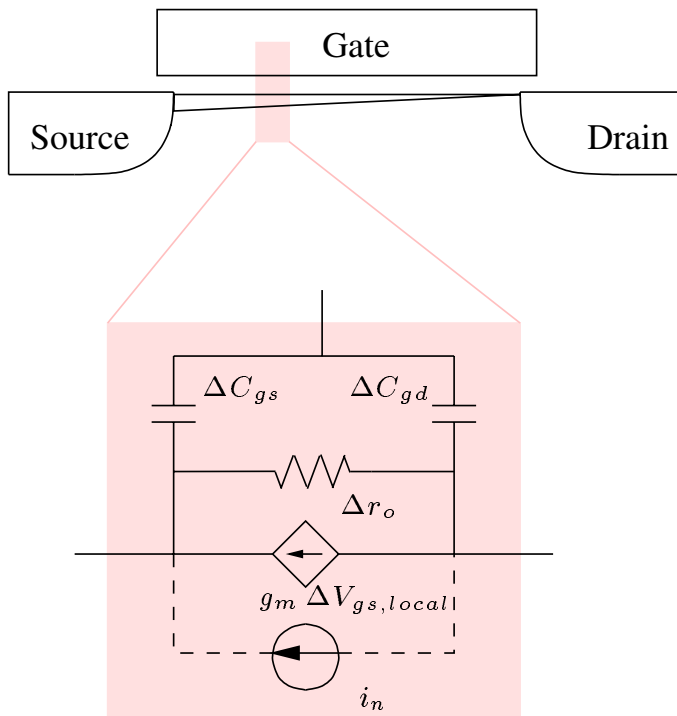 Gate
Source Drain
ΔC_gs ΔC_gd
Δr_o
g_m ΔV_gs,local
i_n